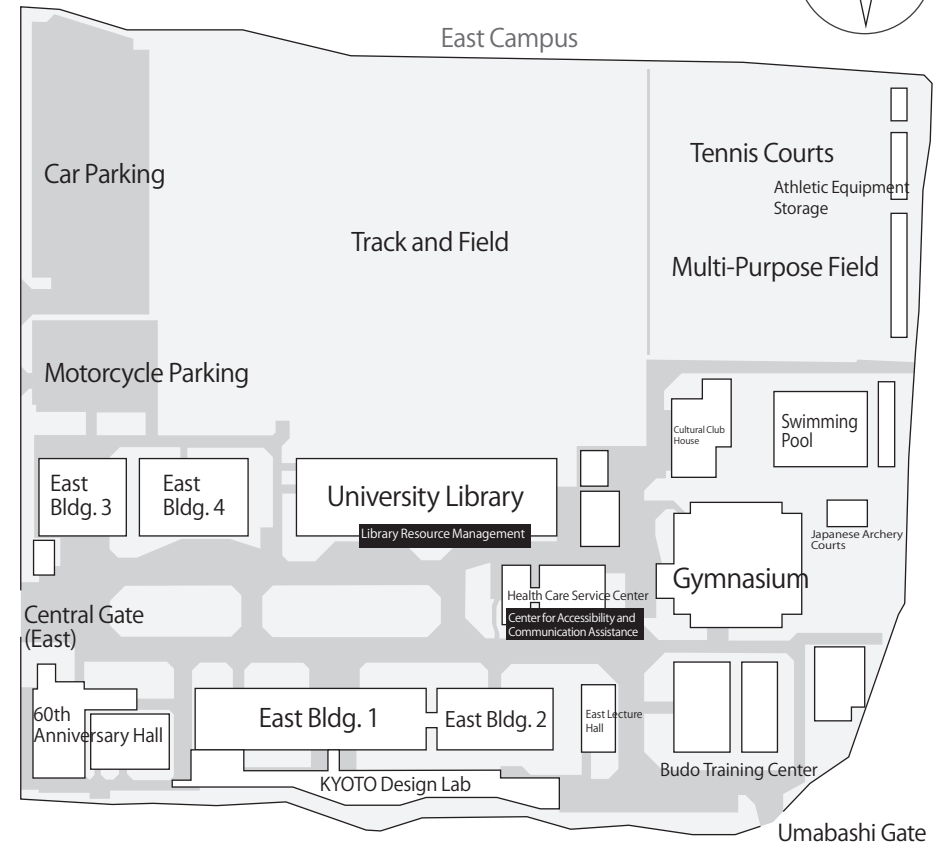 East Campus
Car Parking
Tennis Courts
Athletic Equipment
Storage
Track and Field
Multi-Purpose Field
Motorcycle Parking
Cultural Club
House
Swimming
Pool
East
Bldg. 3
East
Bldg. 4
University Library
Library Resource Management
Japanese Archery
Courts
Gymnasium
Health Care Service Center
Center for Accessibility and
Communication Assistance
Central Gate
(East)
60th
Anniversary Hall
East Bldg. 1
East Bldg. 2
East Lecture
Hall
KYOTO Design Lab
Budo Training Center
Umabashi Gate